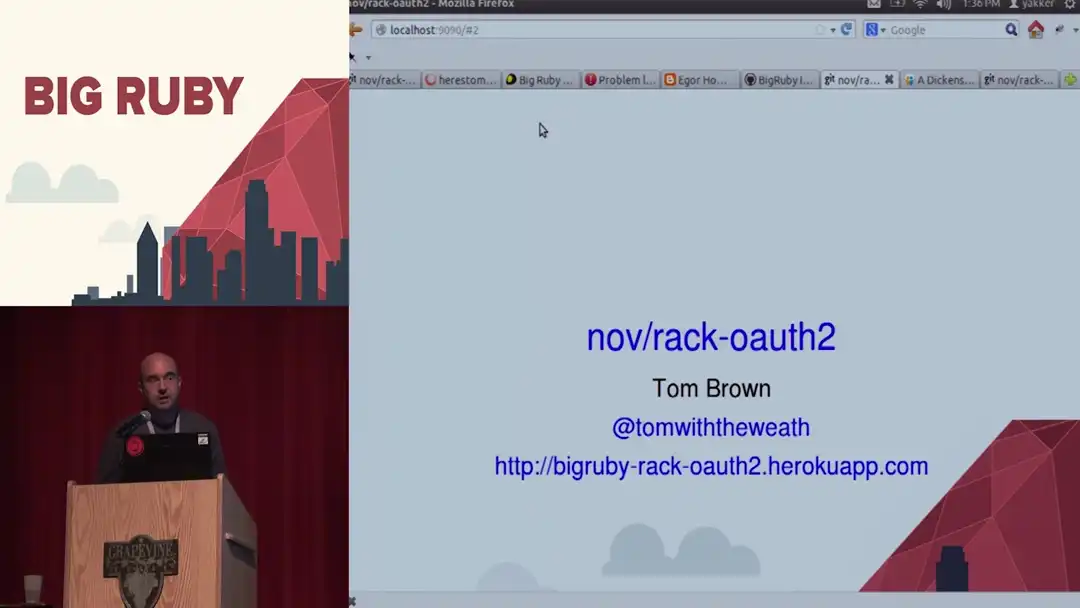 BIG RUBY
nov/rack-oauth2 - Mozilla Firefox
1:36 PM yakker
localhost:9090/#2
Google
nov/rack-...
herestom...
Big Ruby ...
Problem l...
Egor Ho...
BigRuby I...
git nov/ra...
A Dickens...
git nov/rack-...
nov/rack-oauth2
Tom Brown
@tomwiththeweath
http://bigruby-rack-oauth2.herokuapp.com
GRAPEVINE